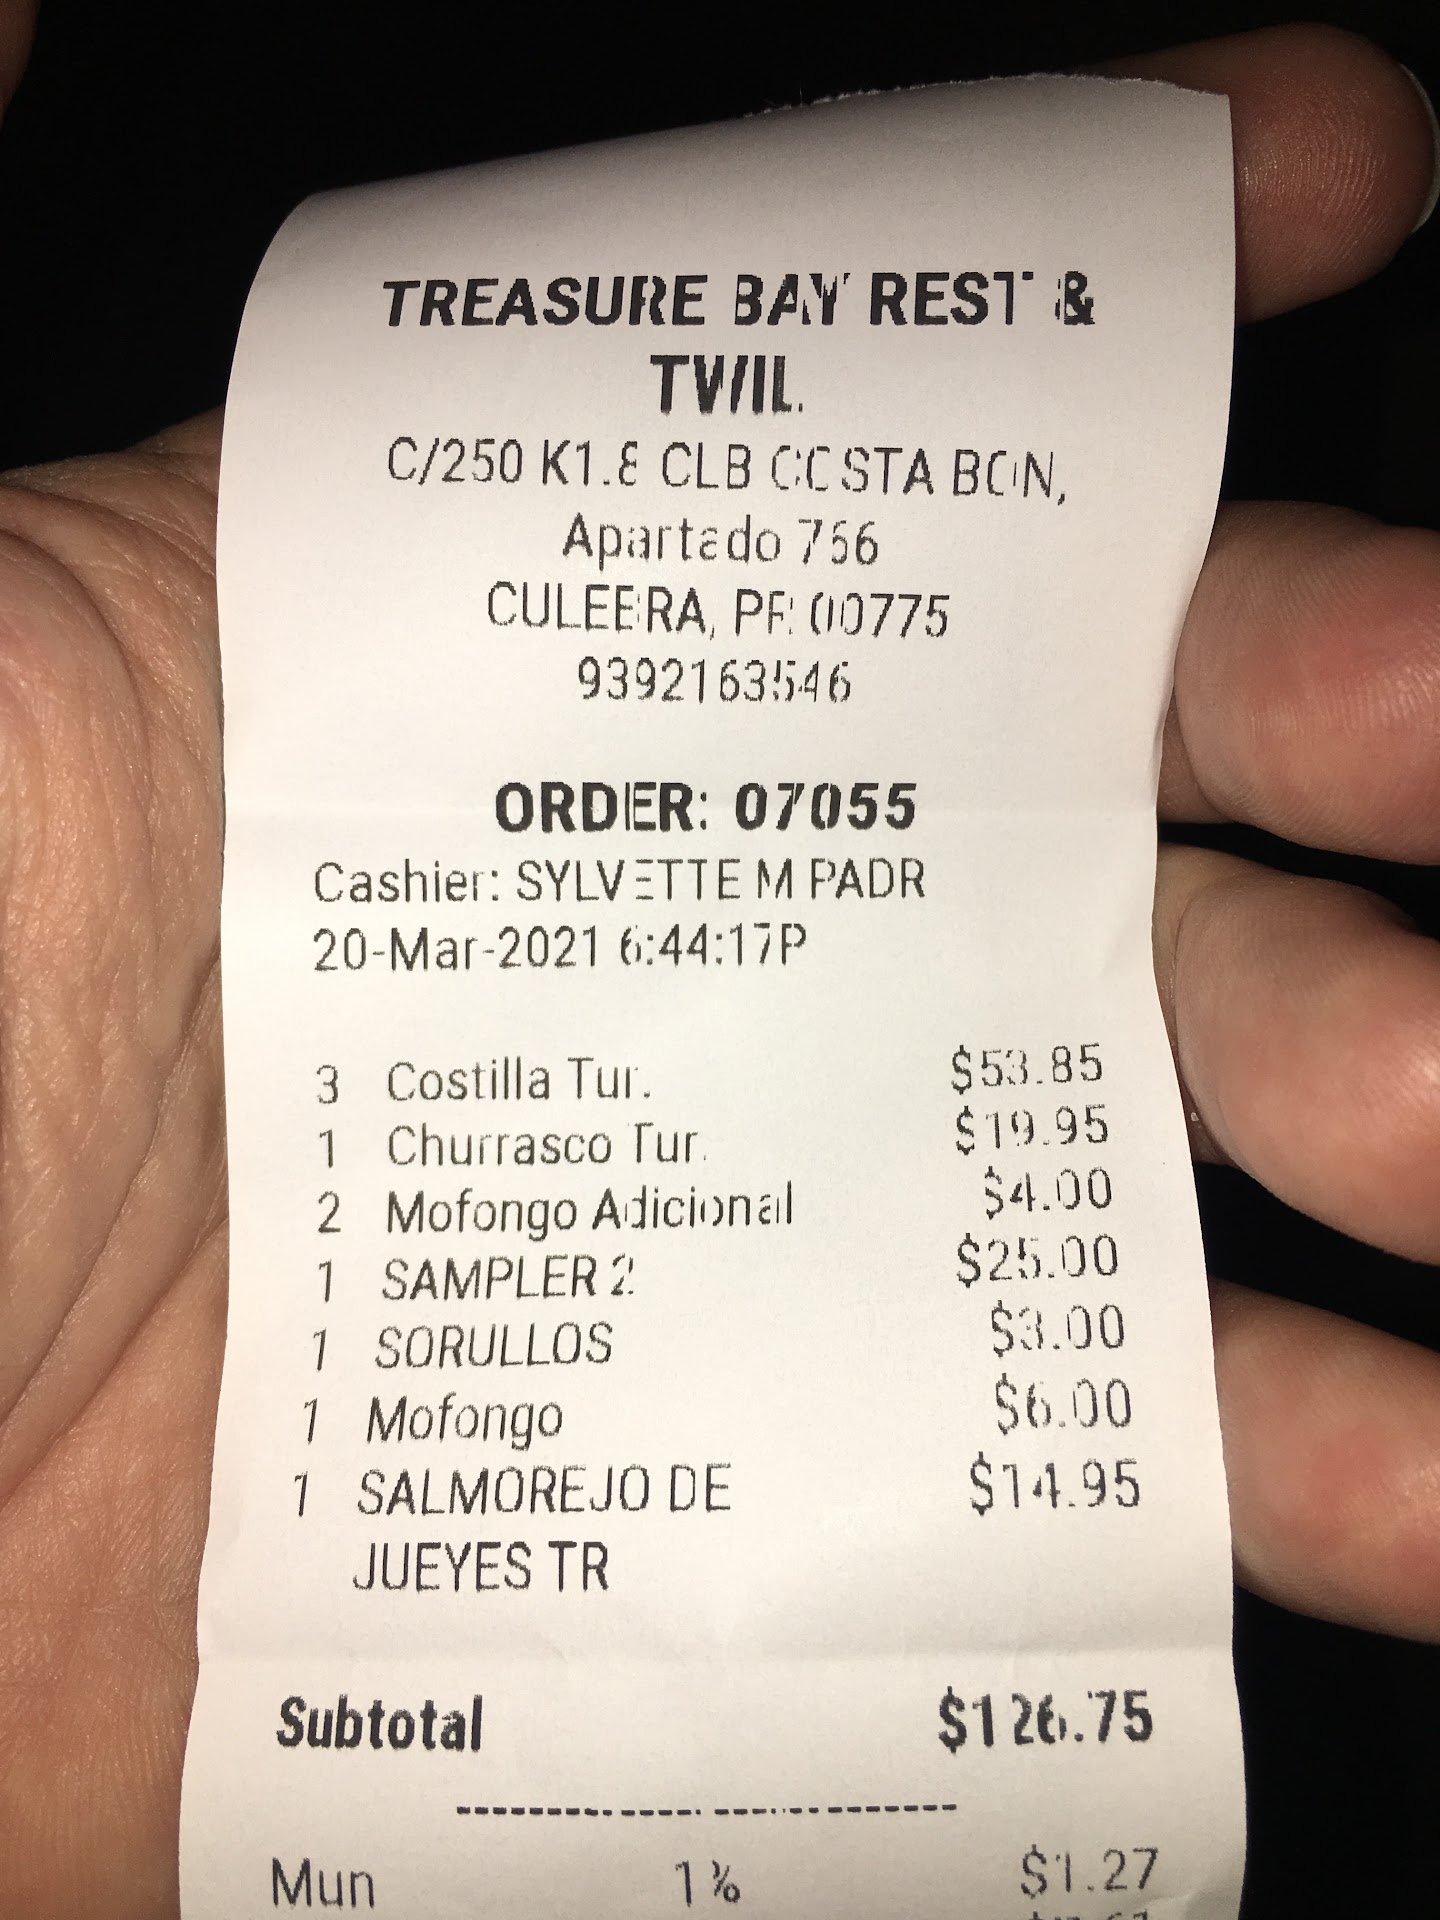 TREASURE BAY REST &
TWIL.
C/250 K1.8 CLB COSTA BON,
Apartado 766
CULEBRA, PR 00775
9392163546
ORDER: 07055
Cashier: SYLVETTE M PADR
20-Mar-2021 6:44:17P
3 Costilla Tur. $53.85
1 Churrasco Tur. $19.95
2 Mofongo Adicional $4.00
1 SAMPLER 2 $25.00
1 SORULLOS $3.00
1 Mofongo $6.00
1 SALMOREJO DE $14.95
JUEYES TR
Subtotal $126.75
Mun 1% $1.27